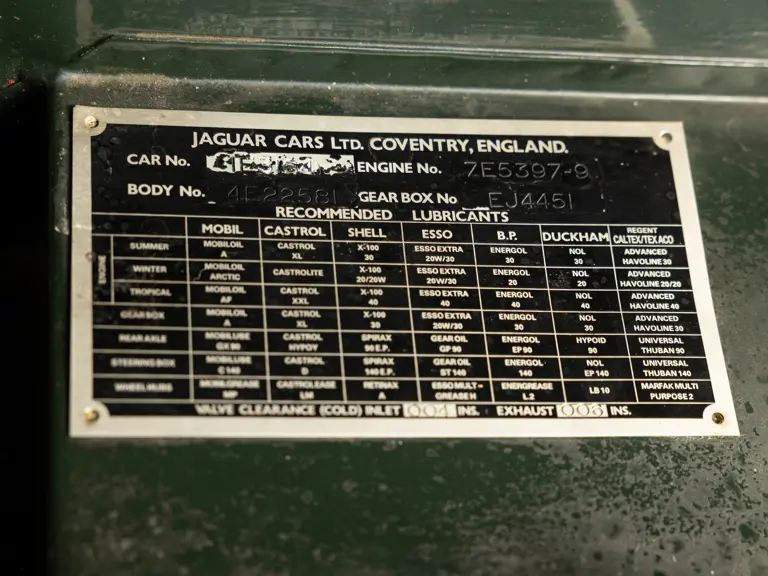 JAGUAR CARS LTD. COVENTRY, ENGLAND.
CAR No. ENGINE No. 7E5397-9
BODY No. 4E22581 GEAR BOX No EJ4451
RECOMMENDED LUBRICANTS
MOBIL CASTROL SHELL ESSO B.P. DUCKHAM REGENT CALTEX/TEXACO
ENGINE
SUMMER MOBILOIL A CASTROL XL X-100 30 ESSO EXTRA 20W/30 ENERGOL 30 NOL 30 ADVANCED HAVOLINE 30
WINTER MOBILOIL ARCTIC CASTROLITE X-100 20/20W ESSO EXTRA 20W/30 ENERGOL 20 NOL 20 ADVANCED HAVOLINE 20/20
TROPICAL MOBILOIL AF CASTROL XXL X-100 40 ESSO EXTRA 40 ENERGOL 40 NOL 40 ADVANCED HAVOLINE 40
GEAR BOX MOBILOIL A CASTROL XL X-100 30 ESSO EXTRA 20W/30 ENERGOL 30 NOL 30 ADVANCED HAVOLINE 30
REAR AXLE MOBILUBE GX 90 CASTROL HYPOY SPIRAX 90 E.P. GEAR OIL GP 90 ENERGOL EP 90 HYPOID 90 UNIVERSAL THUBAN 90
STEERING BOX MOBILUBE C 140 CASTROL D SPIRAX 140 E.P. GEAR OIL ST 140 ENERGOL 140 NOL EP 140 UNIVERSAL THUBAN 140
WHEEL HUBS MOBILGREASE MP CASTROLEASE LM RETINAX A ESSO MULT- GREASE H ENERGREASE L.2 LB 10 MARFAK MULTI PURPOSE 2
VALVE CLEARANCE (COLD) INLET .004 INS. EXHAUST .006 INS.